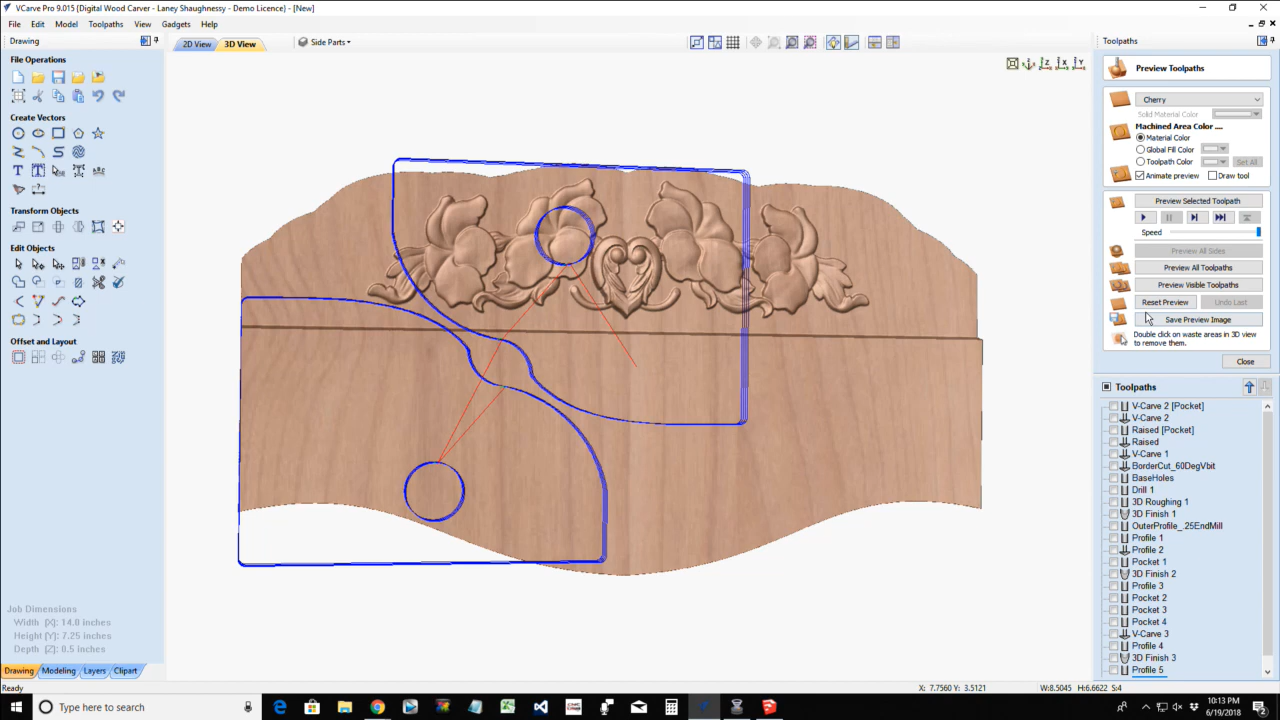 VCarve Pro 9.015 {Digital Wood Carver - Laney Shaughnessy - Demo Licence} - [New]
File Edit Model Toolpaths View Gadgets Help
Drawing
2D View 3D View Side Parts
Toolpaths
File Operations
Create Vectors
Transform Objects
Edit Objects
Offset and Layout
Job Dimensions
Width (X): 14.0 inches
Height (Y): 7.25 inches
Depth (Z): 0.5 inches
Drawing Modeling Layers Clipart
Ready
Preview Toolpaths
Cherry
Solid Material Color
Machined Area Color ....
Material Color
Global Fill Color
Toolpath Color Set All
Animate preview Draw tool
Preview Selected Toolpath
Speed
Preview All Sides
Preview All Toolpaths
Preview Visible Toolpaths
Reset Preview Undo Last
Save Preview Image
Double click on waste areas in 3D view
to remove them.
Close
Toolpaths
V-Carve 2 [Pocket]
V-Carve 2
Raised [Pocket]
Raised
V-Carve 1
BorderCut_60DegVbit
BaseHoles
Drill 1
3D Roughing 1
3D Finish 1
OuterProfile_.25EndMill
Profile 1
Profile 2
Pocket 1
3D Finish 2
Profile 3
Pocket 2
Pocket 3
Pocket 4
V-Carve 3
Profile 4
3D Finish 3
Profile 5
X: 7.7560 Y: 3.5121 W:8.5045 H:6.6622 S:4
Type here to search
10:13 PM
6/19/2018